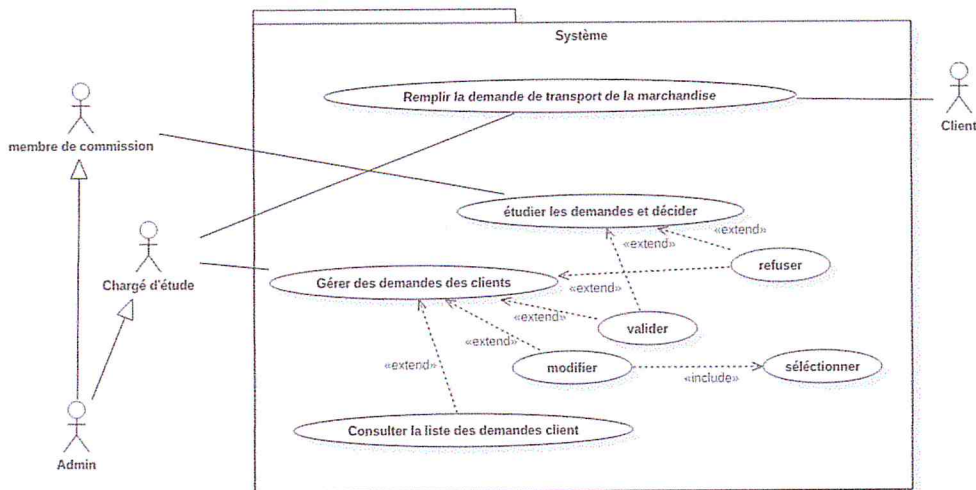 Système
Remplir la demande de transport de la marchandise
Client
membre de commission
étudier les demandes et décider
«extend»
«extend»
refuser
Chargé d'étude
Gérer des demandes des clients
«extend»
«extend»
valider
«extend»
modifier
«include»
séléctionner
«extend»
Consulter la liste des demandes client
Admin